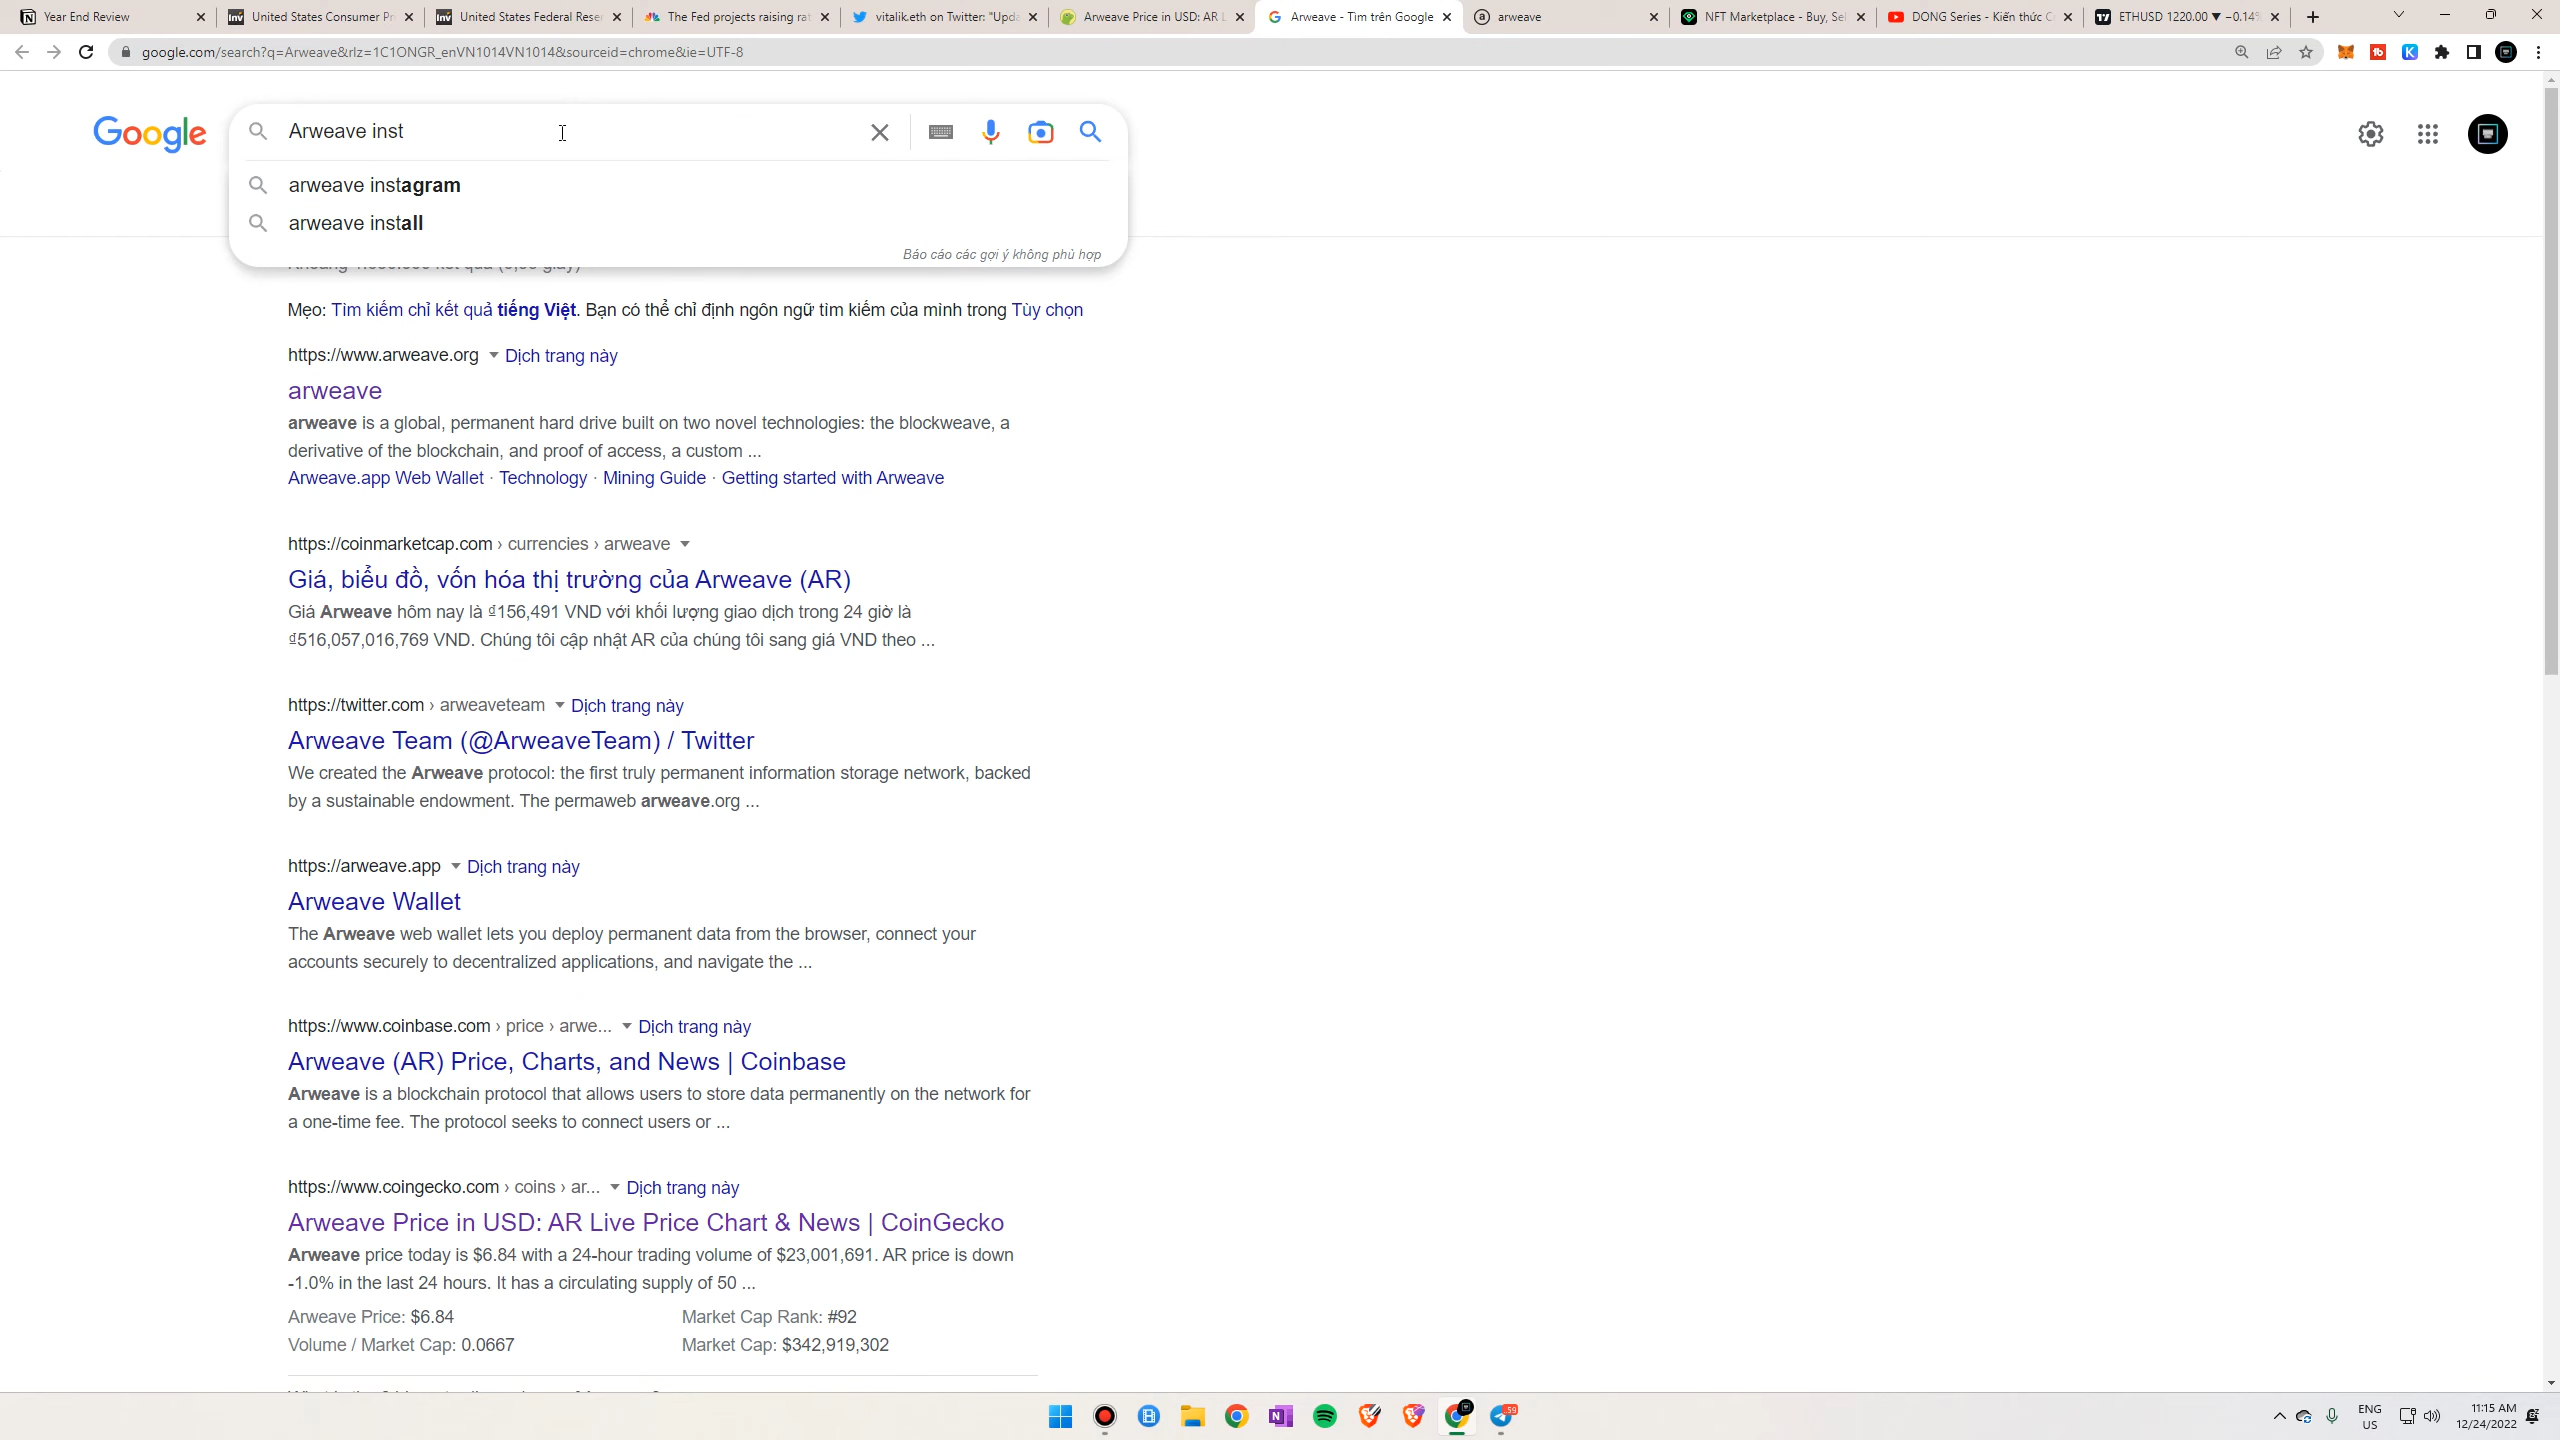 Year End Review
United States Consumer Pr
United States Federal Rese
The Fed projects raising rat
vitalik.eth on Twitter: "Upda
Arweave Price in USD: AR L
Arweave - Tìm trên Google
arweave
NFT Marketplace - Buy, Sel
DONG Series - Kiến thức C
ETHUSD 1220.00 ▼ −0.14%
google.com/search?q=Arweave&rlz=1C1ONGR_enVN1014VN1014&sourceid=chrome&ie=UTF-8
Google
Arweave inst
arweave instagram
arweave install
Báo cáo các gợi ý không phù hợp
Mẹo: Tìm kiếm chỉ kết quả tiếng Việt. Bạn có thể chỉ định ngôn ngữ tìm kiếm của mình trong Tùy chọn
https://www.arweave.org Dịch trang này
arweave
arweave is a global, permanent hard drive built on two novel technologies: the blockweave, a
derivative of the blockchain, and proof of access, a custom ...
Arweave.app Web Wallet · Technology · Mining Guide · Getting started with Arweave
https://coinmarketcap.com › currencies › arweave
Giá, biểu đồ, vốn hóa thị trường của Arweave (AR)
Giá Arweave hôm nay là ₫156,491 VND với khối lượng giao dịch trong 24 giờ là
₫516,057,016,769 VND. Chúng tôi cập nhật AR của chúng tôi sang giá VND theo ...
https://twitter.com › arweaveteam Dịch trang này
Arweave Team (@ArweaveTeam) / Twitter
We created the Arweave protocol: the first truly permanent information storage network, backed
by a sustainable endowment. The permaweb arweave.org ...
https://arweave.app Dịch trang này
Arweave Wallet
The Arweave web wallet lets you deploy permanent data from the browser, connect your
accounts securely to decentralized applications, and navigate the ...
https://www.coinbase.com › price › arwe... Dịch trang này
Arweave (AR) Price, Charts, and News | Coinbase
Arweave is a blockchain protocol that allows users to store data permanently on the network for
a one-time fee. The protocol seeks to connect users or ...
https://www.coingecko.com › coins › ar... Dịch trang này
Arweave Price in USD: AR Live Price Chart & News | CoinGecko
Arweave price today is $6.84 with a 24-hour trading volume of $23,001,691. AR price is down
-1.0% in the last 24 hours. It has a circulating supply of 50 ...
Arweave Price: $6.84 Market Cap Rank: #92
Volume / Market Cap: 0.0667 Market Cap: $342,919,302
59
ENG
US
11:15 AM
12/24/2022